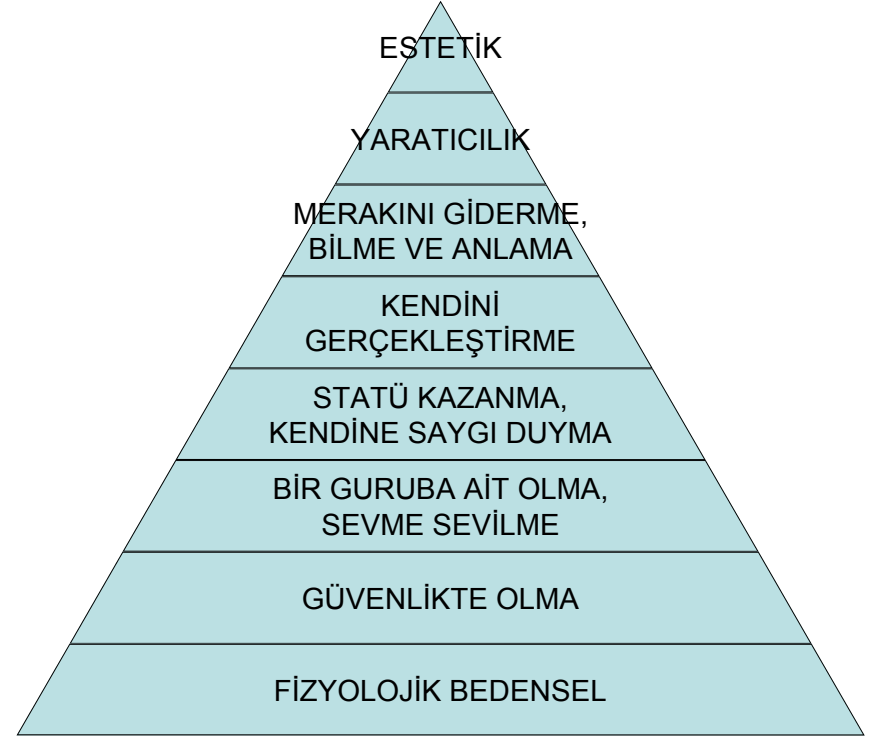 ESTETİK
YARATICILIK
MERAKINI GİDERME,
BİLME VE ANLAMA
KENDİNİ
GERÇEKLEŞTİRME
STATÜ KAZANMA,
KENDİNE SAYGI DUYMA
BİR GURUBA AİT OLMA,
SEVME SEVİLME
GÜVENLİKTE OLMA
FİZYOLOJİK BEDENSEL